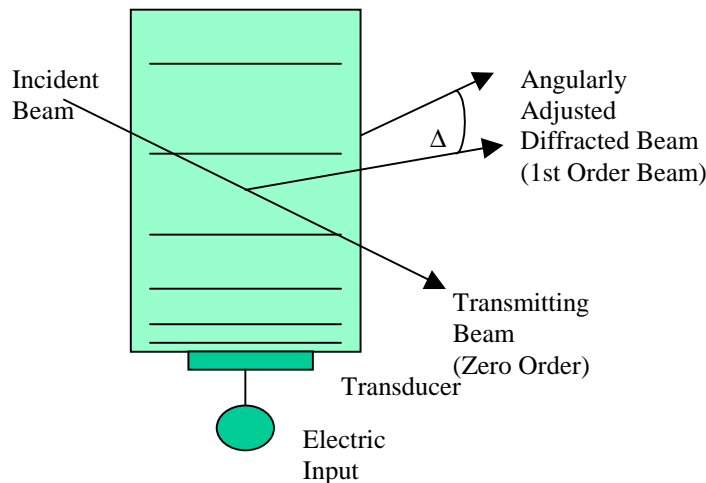 Incident
Beam
Angularly
Adjusted
Diffracted Beam
(1st Order Beam)
Δ
Transmitting
Beam
(Zero Order)
Transducer
Electric
Input